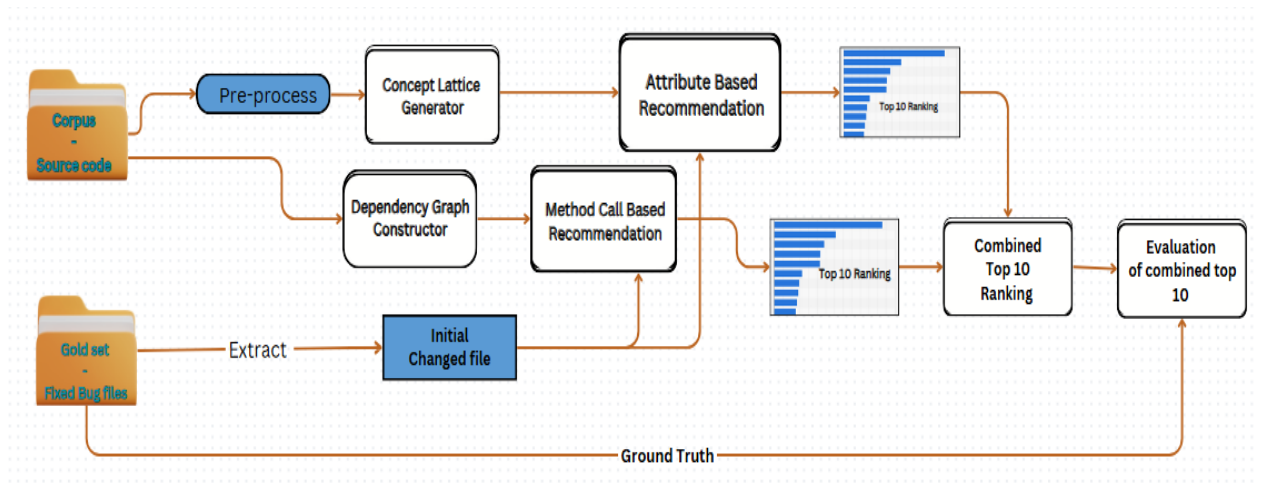 Corpus
-
Source code
Pre-process
Concept Lattice
Generator
Attribute Based
Recommendation
Top 10 Ranking
Dependency Graph
Constructor
Method Call Based
Recommendation
Top 10 Ranking
Combined
Top 10
Ranking
Evaluation
of combined top
10
Gold set
-
Fixed Bug files
Extract
Initial
Changed file
Ground Truth